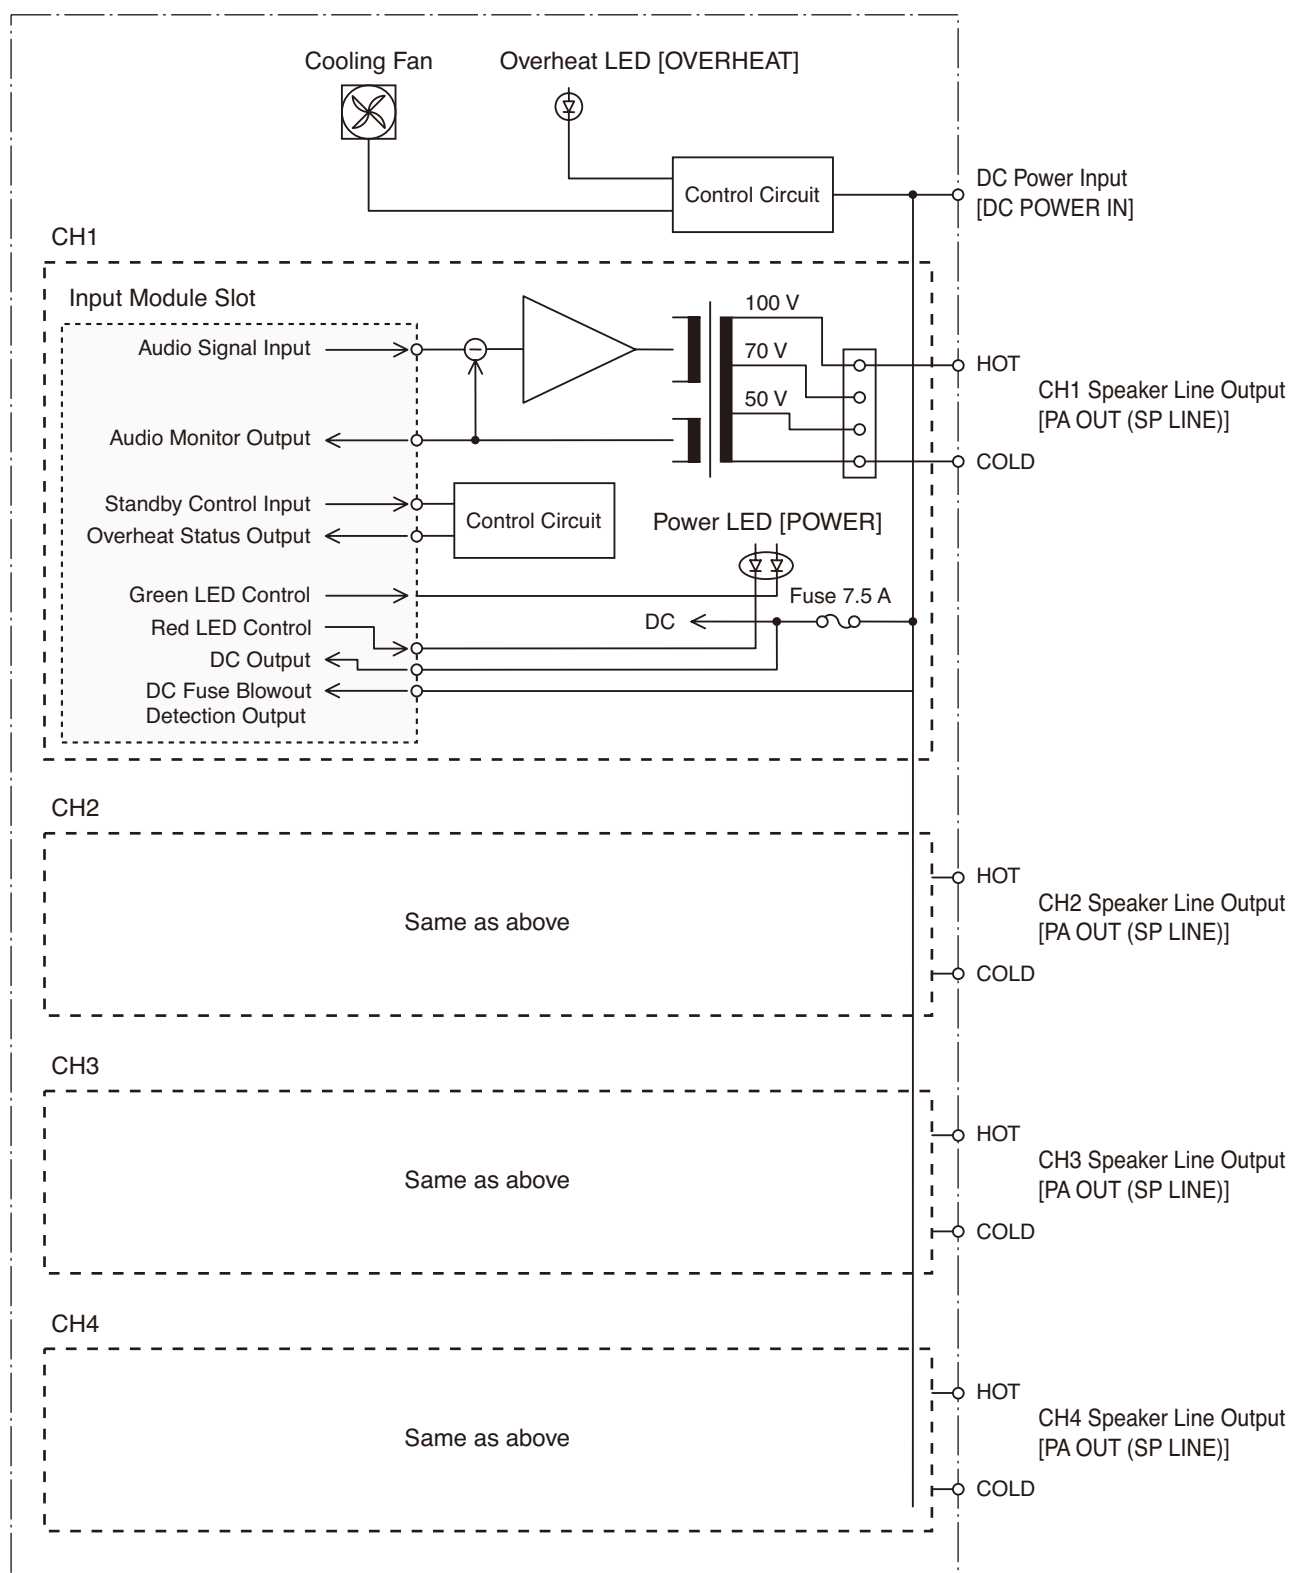 Cooling Fan
Overheat LED [OVERHEAT]
Control Circuit
DC Power Input
[DC POWER IN]
CH1
Input Module Slot
Audio Signal Input
Audio Monitor Output
Standby Control Input
Overheat Status Output
Green LED Control
Red LED Control
DC Output
DC Fuse Blowout
Detection Output
100 V
70 V
50 V
HOT
CH1 Speaker Line Output
[PA OUT (SP LINE)]
COLD
Control Circuit
Power LED [POWER]
Fuse 7.5 A
DC
CH2
Same as above
HOT
CH2 Speaker Line Output
[PA OUT (SP LINE)]
COLD
CH3
Same as above
HOT
CH3 Speaker Line Output
[PA OUT (SP LINE)]
COLD
CH4
Same as above
HOT
CH4 Speaker Line Output
[PA OUT (SP LINE)]
COLD